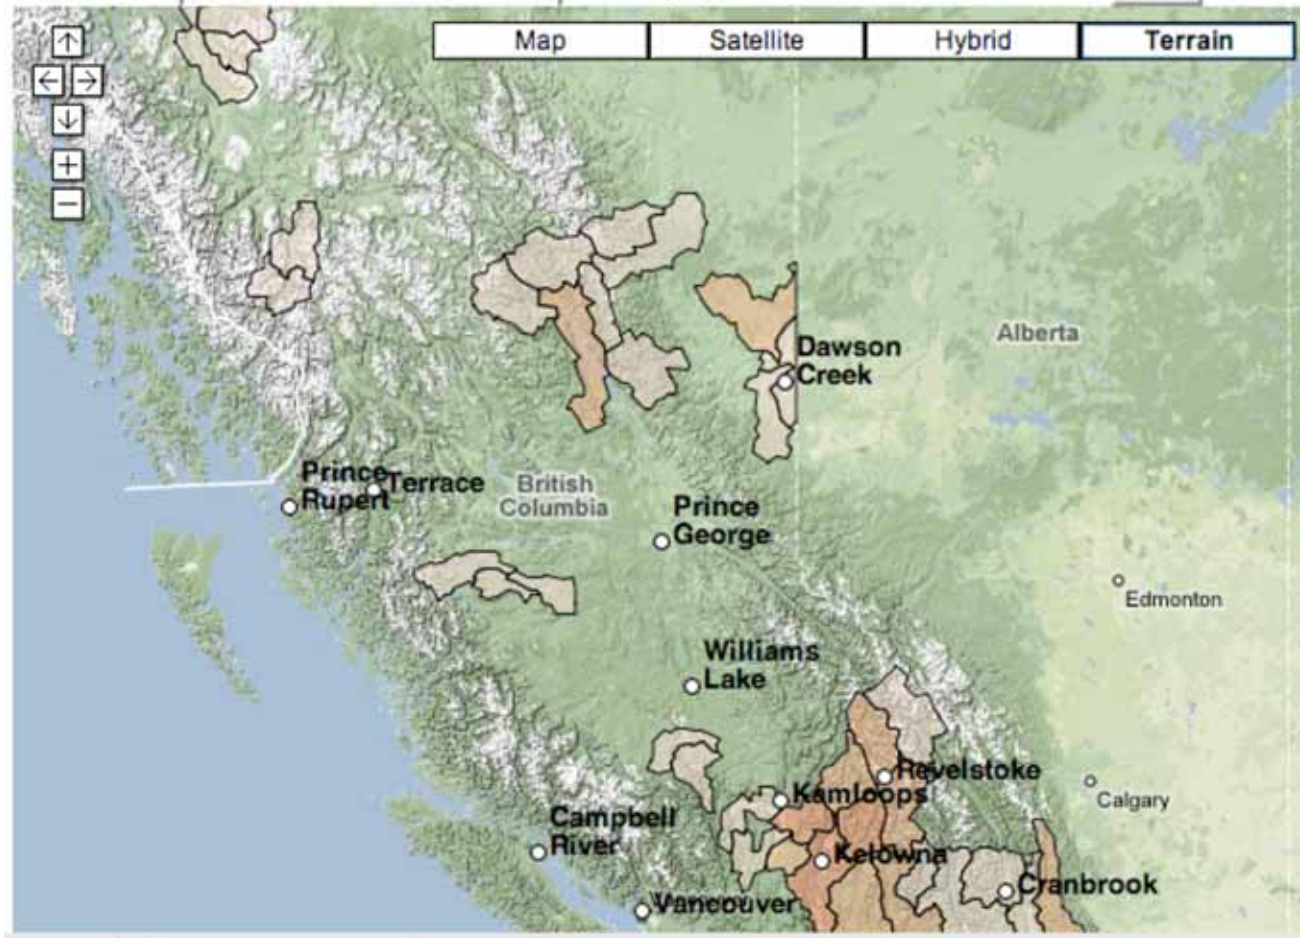 Map
Satellite
Hybrid
Terrain
+
−
Alberta
Dawson
Creek
Prince
Rupert
Terrace
British
Columbia
Prince
George
Edmonton
Williams
Lake
Revelstoke
Kamloops
Calgary
Campbell
River
Kelowna
Cranbrook
Vancouver